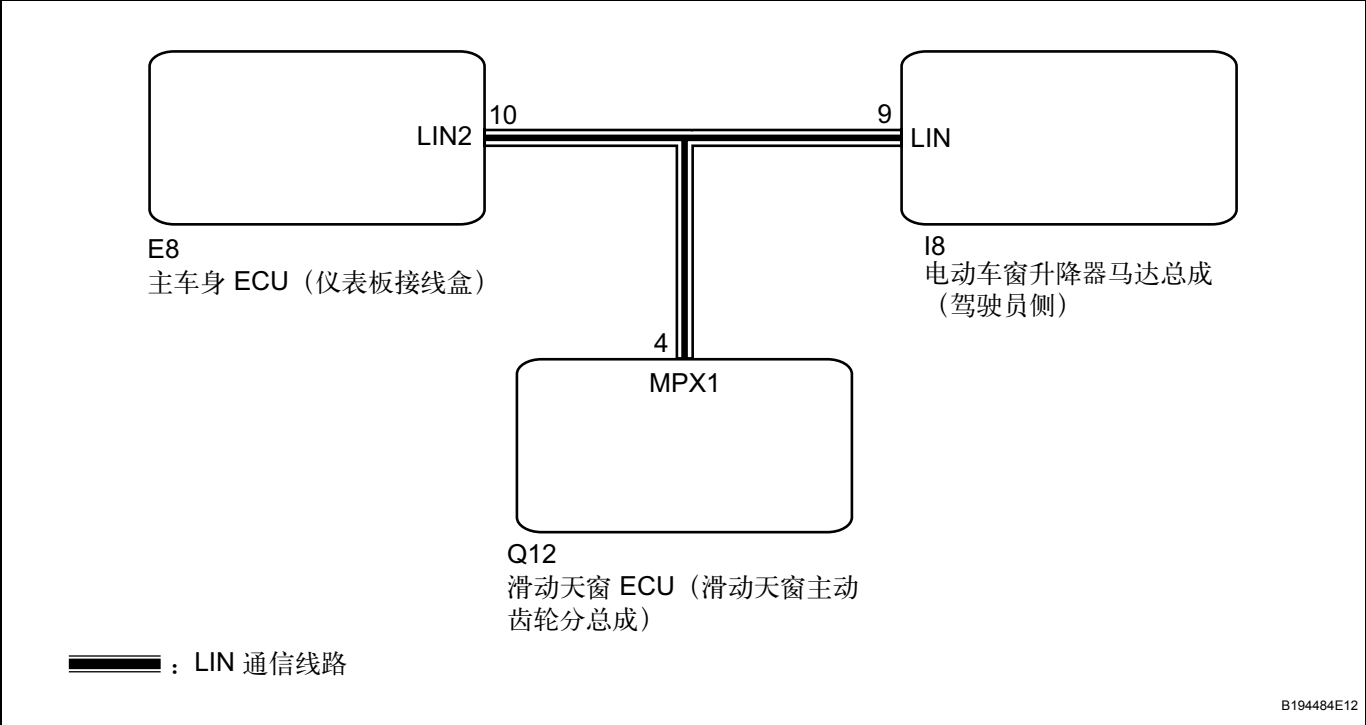 10
9
LIN2
LIN
E8
主车身 ECU（仪表板接线盒）
I8
电动车窗升降器马达总成
（驾驶员侧）
4
MPX1
Q12
滑动天窗 ECU（滑动天窗主动
齿轮分总成）
：LIN 通信线路
B194484E12